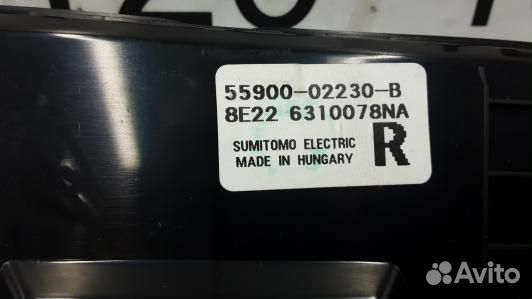 55900-02230-B
8E22 6310078NA
SUMITOMO ELECTRIC
MADE IN HUNGARY
R
Avito